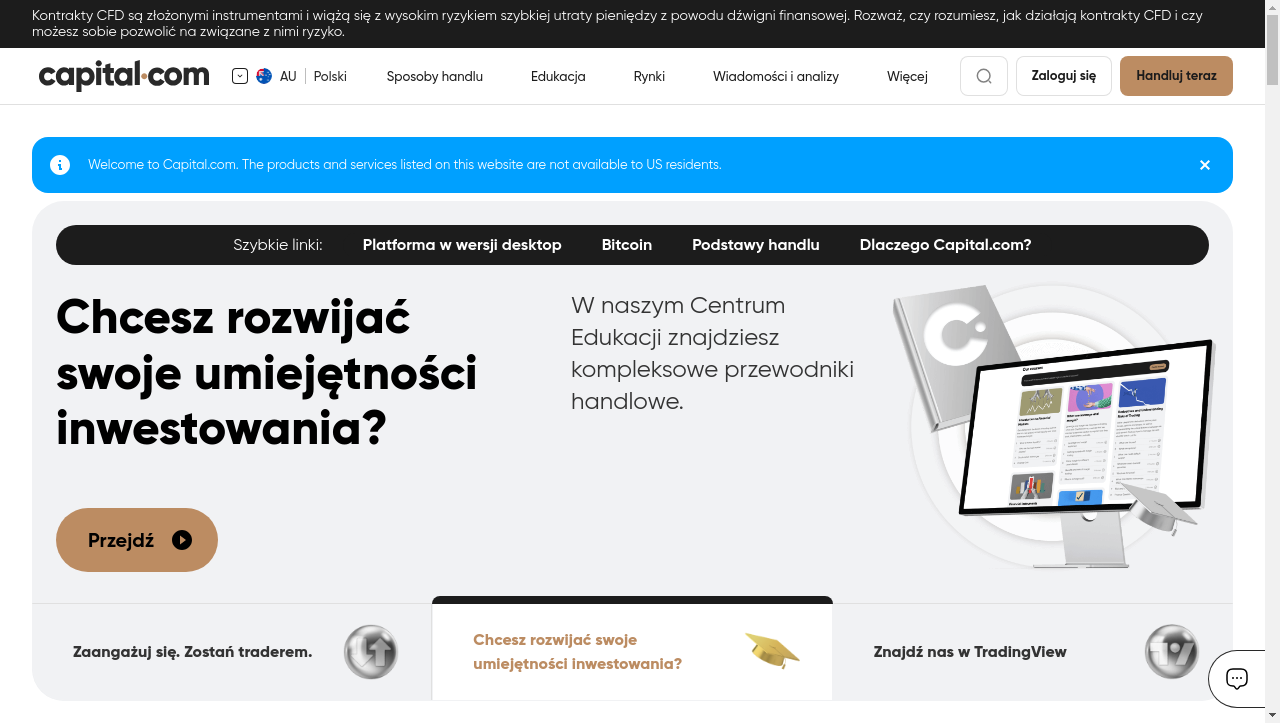 Kontrakty CFD są złożonymi instrumentami i wiążą się z wysokim ryzykiem szybkiej utraty pieniędzy z powodu dźwigni finansowej. Rozważ, czy rozumiesz, jak działają kontrakty CFD i czy
możesz sobie pozwolić na związane z nimi ryzyko.
capital.com
AU
Polski
Sposoby handlu
Edukacja
Rynki
Wiadomości i analizy
Więcej
Zaloguj się
Handluj teraz
Welcome to Capital.com. The products and services listed on this website are not available to US residents.
Szybkie linki:
Platforma w wersji desktop
Bitcoin
Podstawy handlu
Dlaczego Capital.com?
Chcesz rozwijać
swoje umiejętności
inwestowania?
W naszym Centrum
Edukacji znajdziesz
kompleksowe przewodniki
handlowe.
Przejdź
Zaangażuj się. Zostań traderem.
Chcesz rozwijać swoje
umiejętności inwestowania?
Znajdź nas w TradingView